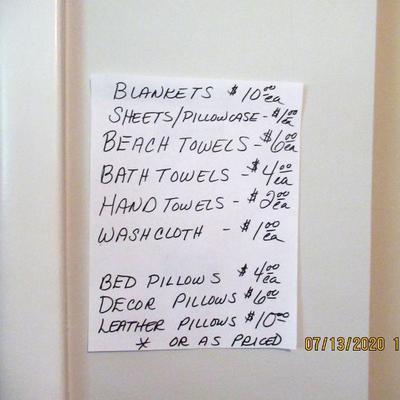 BLANKETS $10.00 ea
SHEETS/PILLOWCASE - $1.00 ea
BEACH TOWELS - $6.00 ea
BATH TOWELS - $4.00 ea
HAND TOWELS - $2.00 ea
WASHCLOTH - $1.00 ea
BED PILLOWS $4.00 ea
DECOR PILLOWS $6.00
LEATHER PILLOWS $10.00
* OR AS PRICED
07/13/2020 1